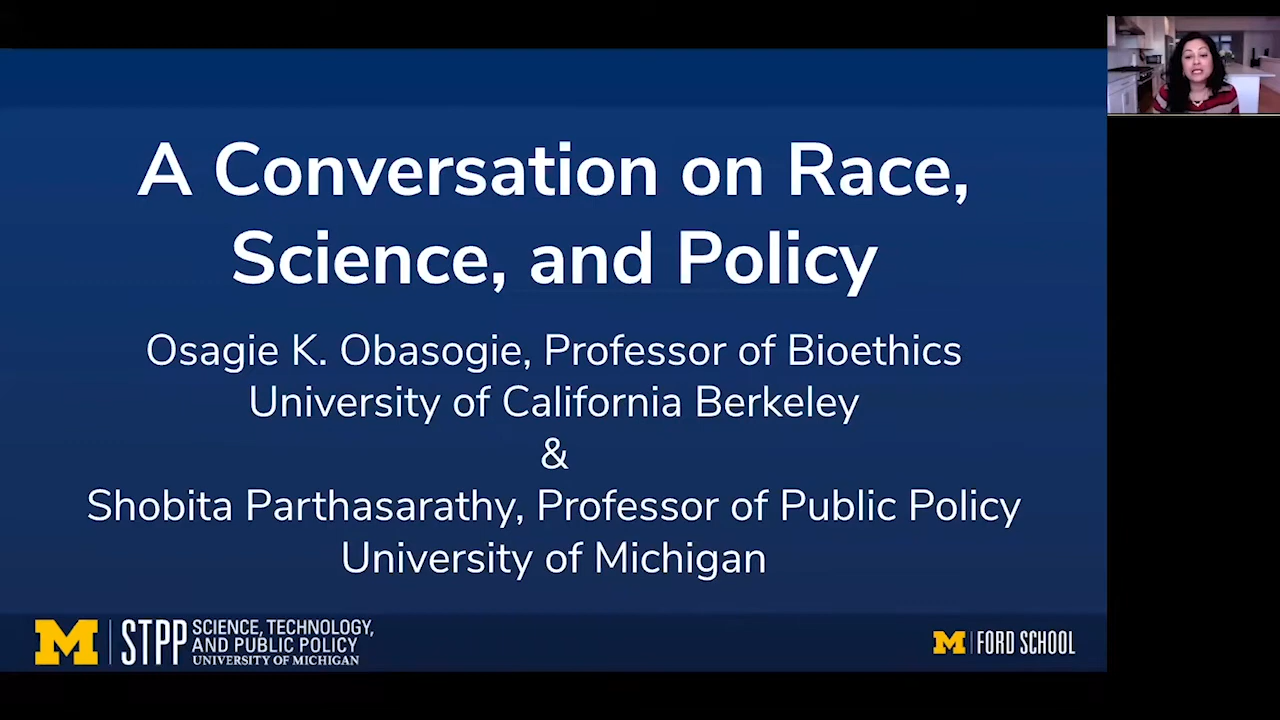 A Conversation on Race,
Science, and Policy
Osagie K. Obasogie, Professor of Bioethics
University of California Berkeley
&
Shobita Parthasarathy, Professor of Public Policy
University of Michigan
M STPP SCIENCE, TECHNOLOGY,
AND PUBLIC POLICY
UNIVERSITY OF MICHIGAN
M FORD SCHOOL